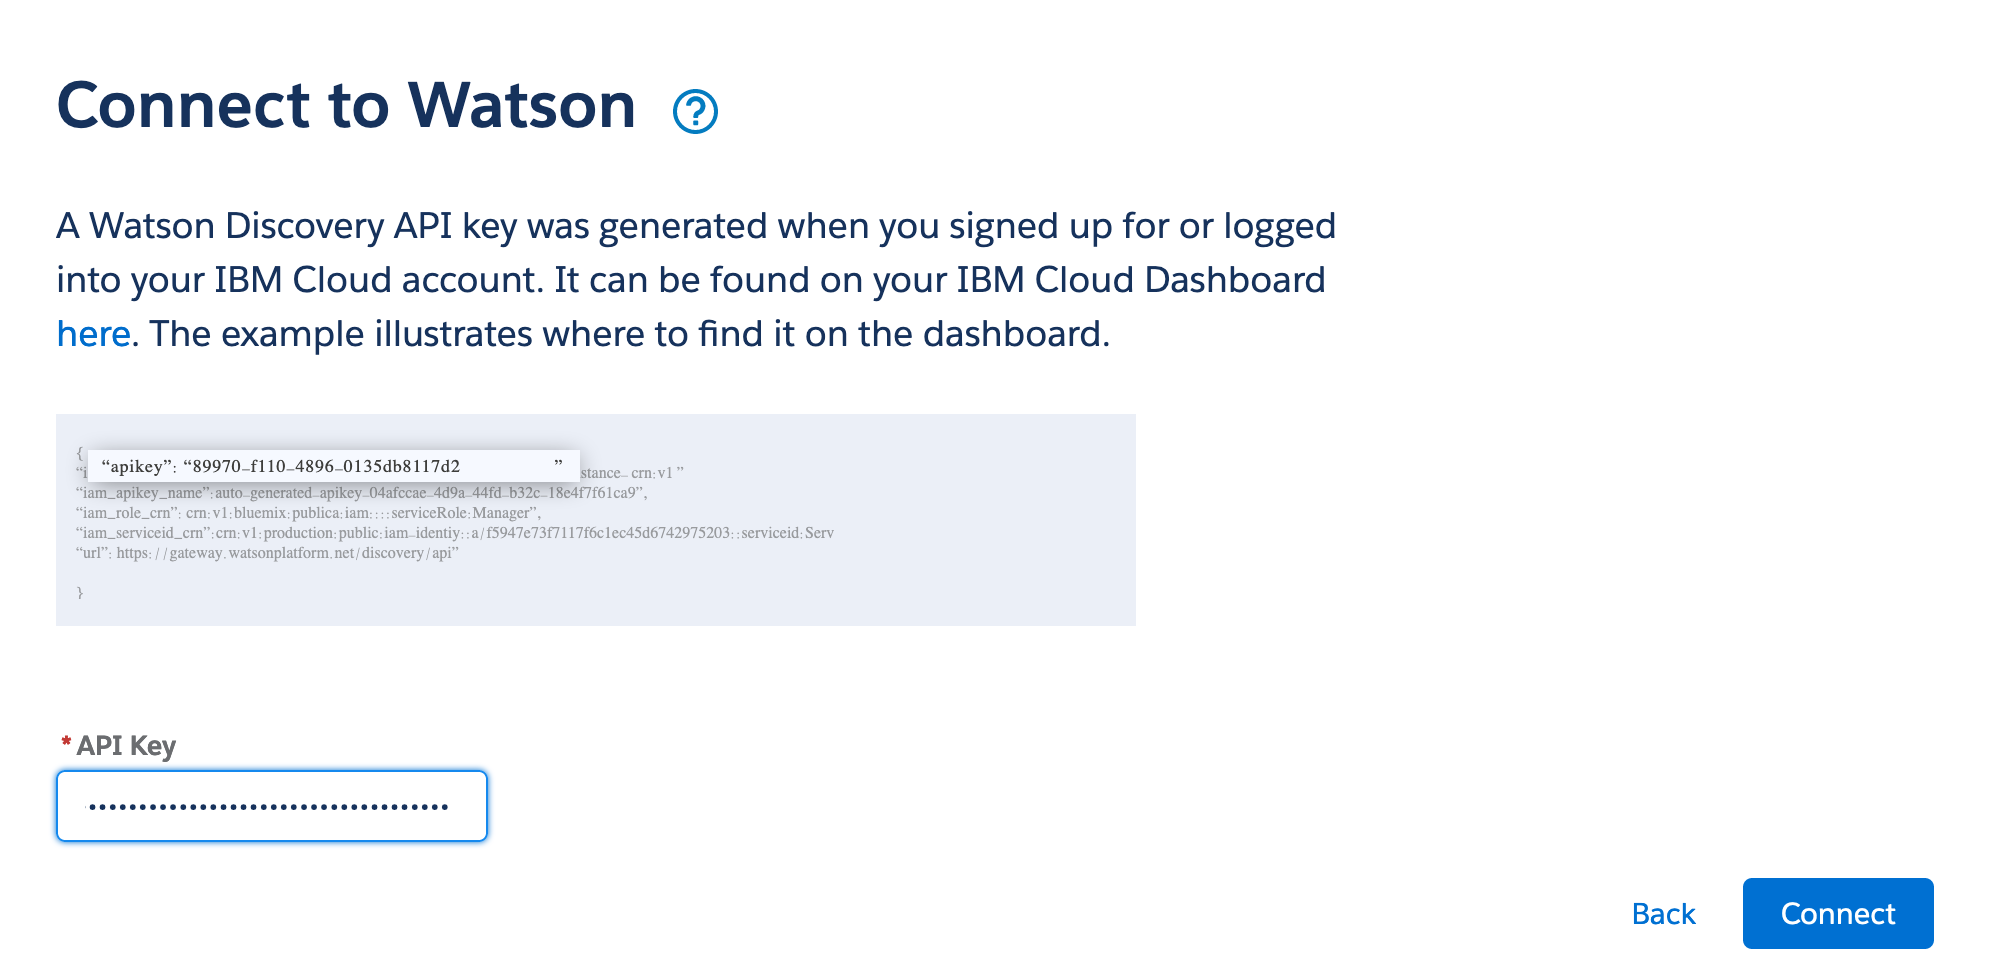 Connect to Watson ?
A Watson Discovery API key was generated when you signed up for or logged
into your IBM Cloud account. It can be found on your IBM Cloud Dashboard
here. The example illustrates where to find it on the dashboard.
{
“apikey”: “89970-f110-4896-0135db8117d2 ”
“i stance- crn:v1 ”
“iam_apikey_name”:auto_generated_apikey_04afccae-4d9a-44fd-b32c-18e4f7f61ca9”,
“iam_role_crn”: crn:v1:bluemix:publica:iam::::serviceRole:Manager”,
“iam_serviceid_crn”:crn:v1:production:public:iam-identiy::a/f5947e73f7117f6c1ec45d6742975203::serviceid:Serv
“url”: https://gateway.watsonplatform.net/discovery/api”
}
* API Key
••••••••••••••••••••••••••••••••••••
Back Connect